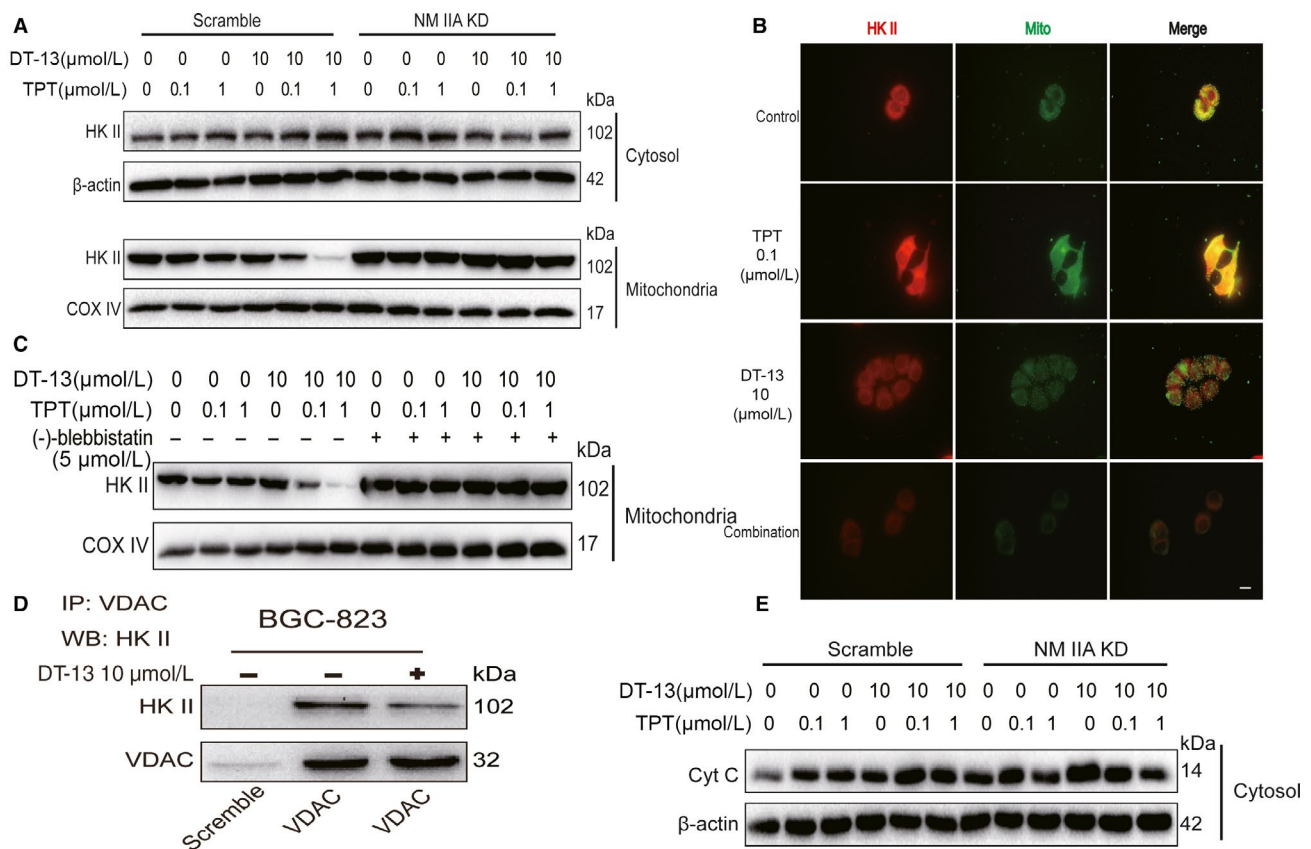 A
Scramble NM IIA KD
DT-13(μmol/L) 0 0 0 10 10 10 0 0 0 10 10 10
TPT(μmol/L) 0 0.1 1 0 0.1 1 0 0.1 1 0 0.1 1
kDa
HK II 102
Cytosol
β-actin 42
kDa
HK II 102
Mitochondria
COX IV 17
B
HK II Mito Merge
Control
TPT
0.1
(μmol/L)
DT-13
10
(μmol/L)
Combination
C
DT-13(μmol/L) 0 0 0 10 10 10 0 0 0 10 10 10
TPT(μmol/L) 0 0.1 1 0 0.1 1 0 0.1 1 0 0.1 1
(-)-blebbistatin – – – – – – + + + + + +
(5 μmol/L)
kDa
HK II 102
Mitochondria
COX IV 17
D
IP: VDAC
WB: HK II
BGC-823
DT-13 10 μmol/L – – + kDa
HK II 102
VDAC 32
Scremble VDAC VDAC
E
Scramble NM IIA KD
DT-13(μmol/L) 0 0 0 10 10 10 0 0 0 10 10 10
TPT(μmol/L) 0 0.1 1 0 0.1 1 0 0.1 1 0 0.1 1
kDa
Cyt C 14
Cytosol
β-actin 42